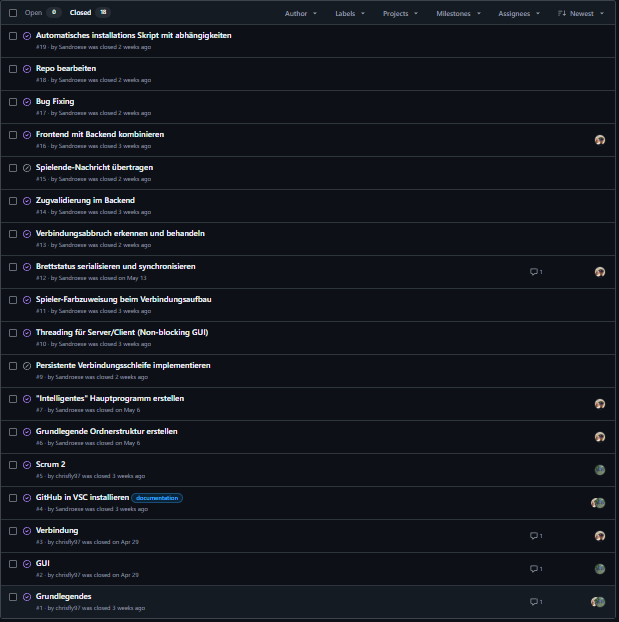 Open 0 Closed 18 Author Labels Projects Milestones Assignees Newest
Automatisches installations Skript mit abhängigkeiten
#19 · by Sandroese was closed 2 weeks ago
Repo bearbeiten
#18 · by Sandroese was closed 2 weeks ago
Bug Fixing
#17 · by Sandroese was closed 2 weeks ago
Frontend mit Backend kombinieren
#16 · by Sandroese was closed 3 weeks ago
Spielende-Nachricht übertragen
#15 · by Sandroese was closed 2 weeks ago
Zugvalidierung im Backend
#14 · by Sandroese was closed 3 weeks ago
Verbindungsabbruch erkennen und behandeln
#13 · by Sandroese was closed 2 weeks ago
Brettstatus serialisieren und synchronisieren
#12 · by Sandroese was closed on May 13
1
Spieler-Farbzuweisung beim Verbindungsaufbau
#11 · by Sandroese was closed 3 weeks ago
Threading für Server/Client (Non-blocking GUI)
#10 · by Sandroese was closed 3 weeks ago
Persistente Verbindungsschleife implementieren
#9 · by Sandroese was closed 2 weeks ago
"Intelligentes" Hauptprogramm erstellen
#7 · by Sandroese was closed on May 6
Grundlegende Ordnerstruktur erstellen
#6 · by Sandroese was closed on May 6
Scrum 2
#5 · by chrisfly97 was closed 3 weeks ago
GitHub in VSC installieren documentation
#4 · by Sandroese was closed 3 weeks ago
Verbindung
#3 · by chrisfly97 was closed on Apr 29
1
GUI
#2 · by chrisfly97 was closed on Apr 29
1
Grundlegendes
#1 · by chrisfly97 was closed 3 weeks ago
1